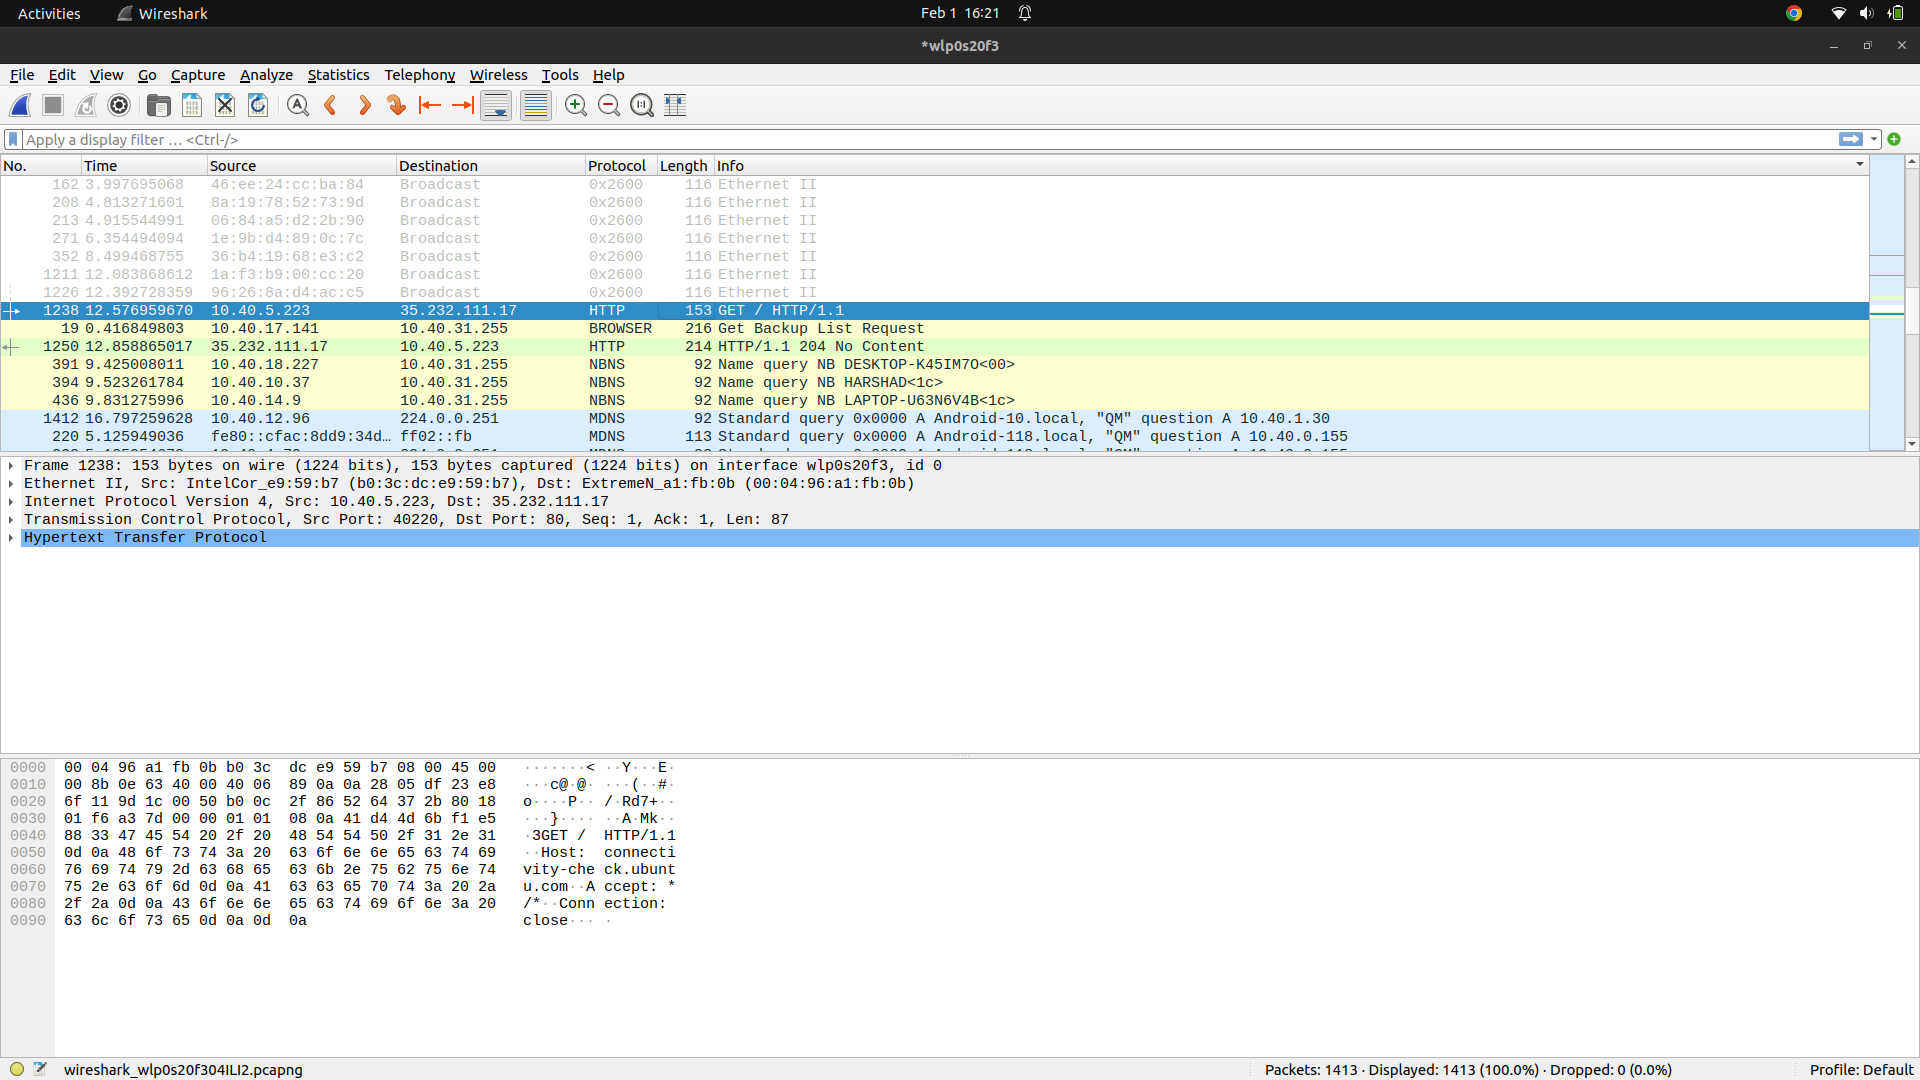 Activities Wireshark Feb 1 16:21
*wlp0s20f3
File Edit View Go Capture Analyze Statistics Telephony Wireless Tools Help
Apply a display filter … <Ctrl-/>
No. Time Source Destination Protocol Length Info
162 3.997695068 46:ee:24:cc:ba:84 Broadcast 0x2600 116 Ethernet II
208 4.813271601 8a:19:78:52:73:9d Broadcast 0x2600 116 Ethernet II
213 4.915544991 06:84:a5:d2:2b:90 Broadcast 0x2600 116 Ethernet II
271 6.354494094 1e:9b:d4:89:0c:7c Broadcast 0x2600 116 Ethernet II
352 8.499468755 36:b4:19:68:e3:c2 Broadcast 0x2600 116 Ethernet II
1211 12.083868612 1a:f3:b9:00:cc:20 Broadcast 0x2600 116 Ethernet II
1226 12.392728359 96:26:8a:d4:ac:c5 Broadcast 0x2600 116 Ethernet II
1238 12.576959670 10.40.5.223 35.232.111.17 HTTP 153 GET / HTTP/1.1
19 0.416849803 10.40.17.141 10.40.31.255 BROWSER 216 Get Backup List Request
1250 12.858865017 35.232.111.17 10.40.5.223 HTTP 214 HTTP/1.1 204 No Content
391 9.425008011 10.40.18.227 10.40.31.255 NBNS 92 Name query NB DESKTOP-K45IM7O<00>
394 9.523261784 10.40.10.37 10.40.31.255 NBNS 92 Name query NB HARSHAD<1c>
436 9.831275996 10.40.14.9 10.40.31.255 NBNS 92 Name query NB LAPTOP-U63N6V4B<1c>
1412 16.797259628 10.40.12.96 224.0.0.251 MDNS 92 Standard query 0x0000 A Android-10.local, "QM" question A 10.40.1.30
220 5.125949036 fe80::cfac:8dd9:34d… ff02::fb MDNS 113 Standard query 0x0000 A Android-118.local, "QM" question A 10.40.0.155
Frame 1238: 153 bytes on wire (1224 bits), 153 bytes captured (1224 bits) on interface wlp0s20f3, id 0
Ethernet II, Src: IntelCor_e9:59:b7 (b0:3c:dc:e9:59:b7), Dst: ExtremeN_a1:fb:0b (00:04:96:a1:fb:0b)
Internet Protocol Version 4, Src: 10.40.5.223, Dst: 35.232.111.17
Transmission Control Protocol, Src Port: 40220, Dst Port: 80, Seq: 1, Ack: 1, Len: 87
Hypertext Transfer Protocol
0000 00 04 96 a1 fb 0b b0 3c dc e9 59 b7 08 00 45 00 ·······< ··Y···E·
0010 00 8b 0e 63 40 00 40 06 89 0a 0a 28 05 df 23 e8 ···c@·@· ···(··#·
0020 6f 11 9d 1c 00 50 b0 0c 2f 86 52 64 37 2b 80 18 o····P·· /·Rd7+··
0030 01 f6 a3 7d 00 00 01 01 08 0a 41 d4 4d 6b f1 e5 ···}···· ··A·Mk··
0040 88 33 47 45 54 20 2f 20 48 54 54 50 2f 31 2e 31 ·3GET / HTTP/1.1
0050 0d 0a 48 6f 73 74 3a 20 63 6f 6e 6e 65 63 74 69 ··Host: connecti
0060 76 69 74 79 2d 63 68 65 63 6b 2e 75 62 75 6e 74 vity-che ck.ubunt
0070 75 2e 63 6f 6d 0d 0a 41 63 63 65 70 74 3a 20 2a u.com··A ccept: *
0080 2f 2a 0d 0a 43 6f 6e 6e 65 63 74 69 6f 6e 3a 20 /*··Conn ection:
0090 63 6c 6f 73 65 0d 0a 0d 0a close··· ·
wireshark_wlp0s20f304ILI2.pcapng Packets: 1413 · Displayed: 1413 (100.0%) · Dropped: 0 (0.0%) Profile: Default